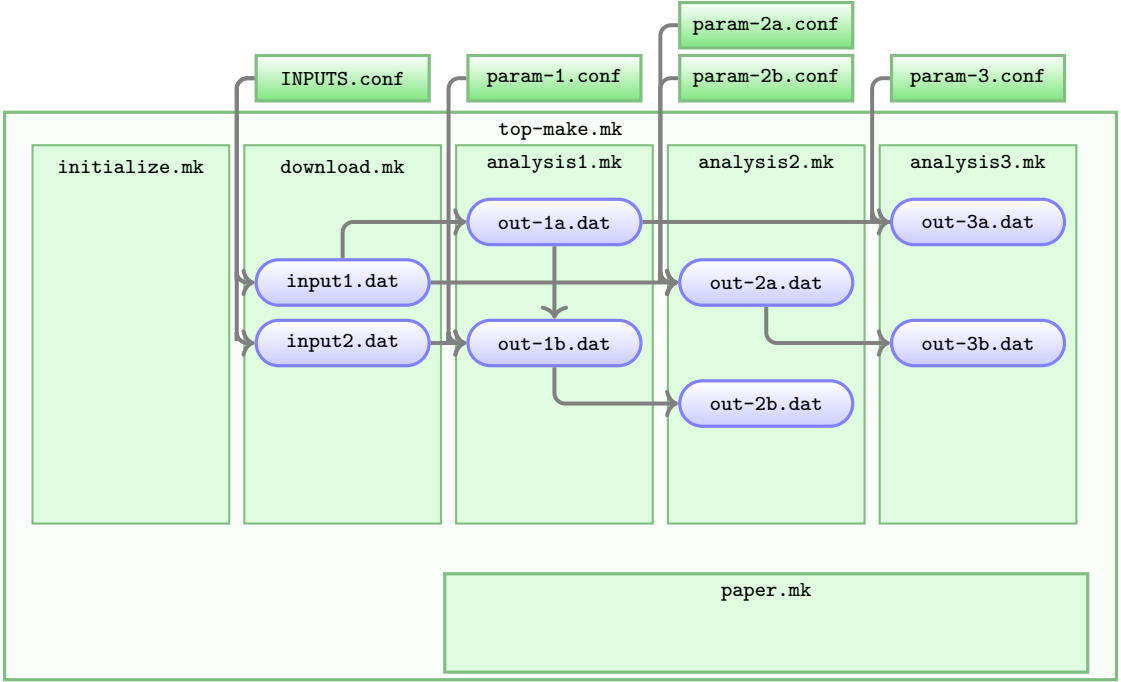 param-2a.conf
INPUTS.conf
param-1.conf
param-2b.conf
param-3.conf
top-make.mk
initialize.mk
download.mk
analysis1.mk
analysis2.mk
analysis3.mk
out-1a.dat
out-3a.dat
input1.dat
out-2a.dat
input2.dat
out-1b.dat
out-3b.dat
out-2b.dat
paper.mk